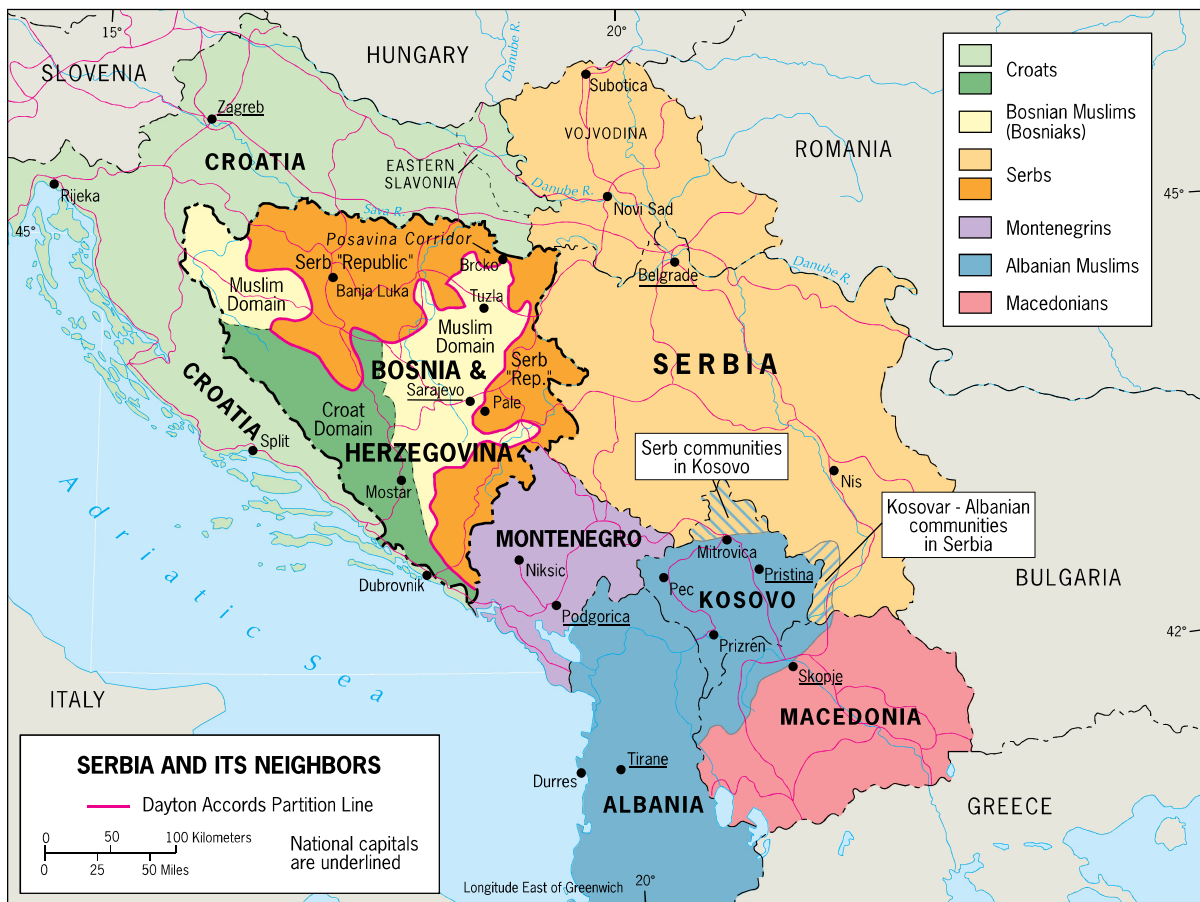 15°
20°
HUNGARY
Danube R.
SLOVENIA
Subotica
Zagreb
VOJVODINA
CROATIA
EASTERN
SLAVONIA
ROMANIA
Croats
Bosnian Muslims
(Bosniaks)
Serbs
Montenegrins
Albanian Muslims
Macedonians
45°
Rijeka
45°
Danube R.
Novi Sad
Sava R.
Posavina Corridor
Serb "Republic"
Brcko
Belgrade
Danube R.
Banja Luka
Muslim
Domain
Tuzla
Muslim
Domain
SERBIA
BOSNIA &
Serb
"Rep."
Sarajevo
Pale
CROATIA
Croat
Domain
Split
HERZEGOVINA
Serb communities
in Kosovo
Nis
Mostar
Kosovar - Albanian
communities
in Serbia
Adriatic Sea
MONTENEGRO
Mitrovica
Niksic
Pristina
Dubrovnik
Pec
KOSOVO
BULGARIA
Podgorica
Prizren
42°
Skopje
ITALY
MACEDONIA
SERBIA AND ITS NEIGHBORS
Dayton Accords Partition Line
0 50 100 Kilometers
0 25 50 Miles
National capitals
are underlined
Tirane
Durres
ALBANIA
GREECE
Longitude East of Greenwich
20°